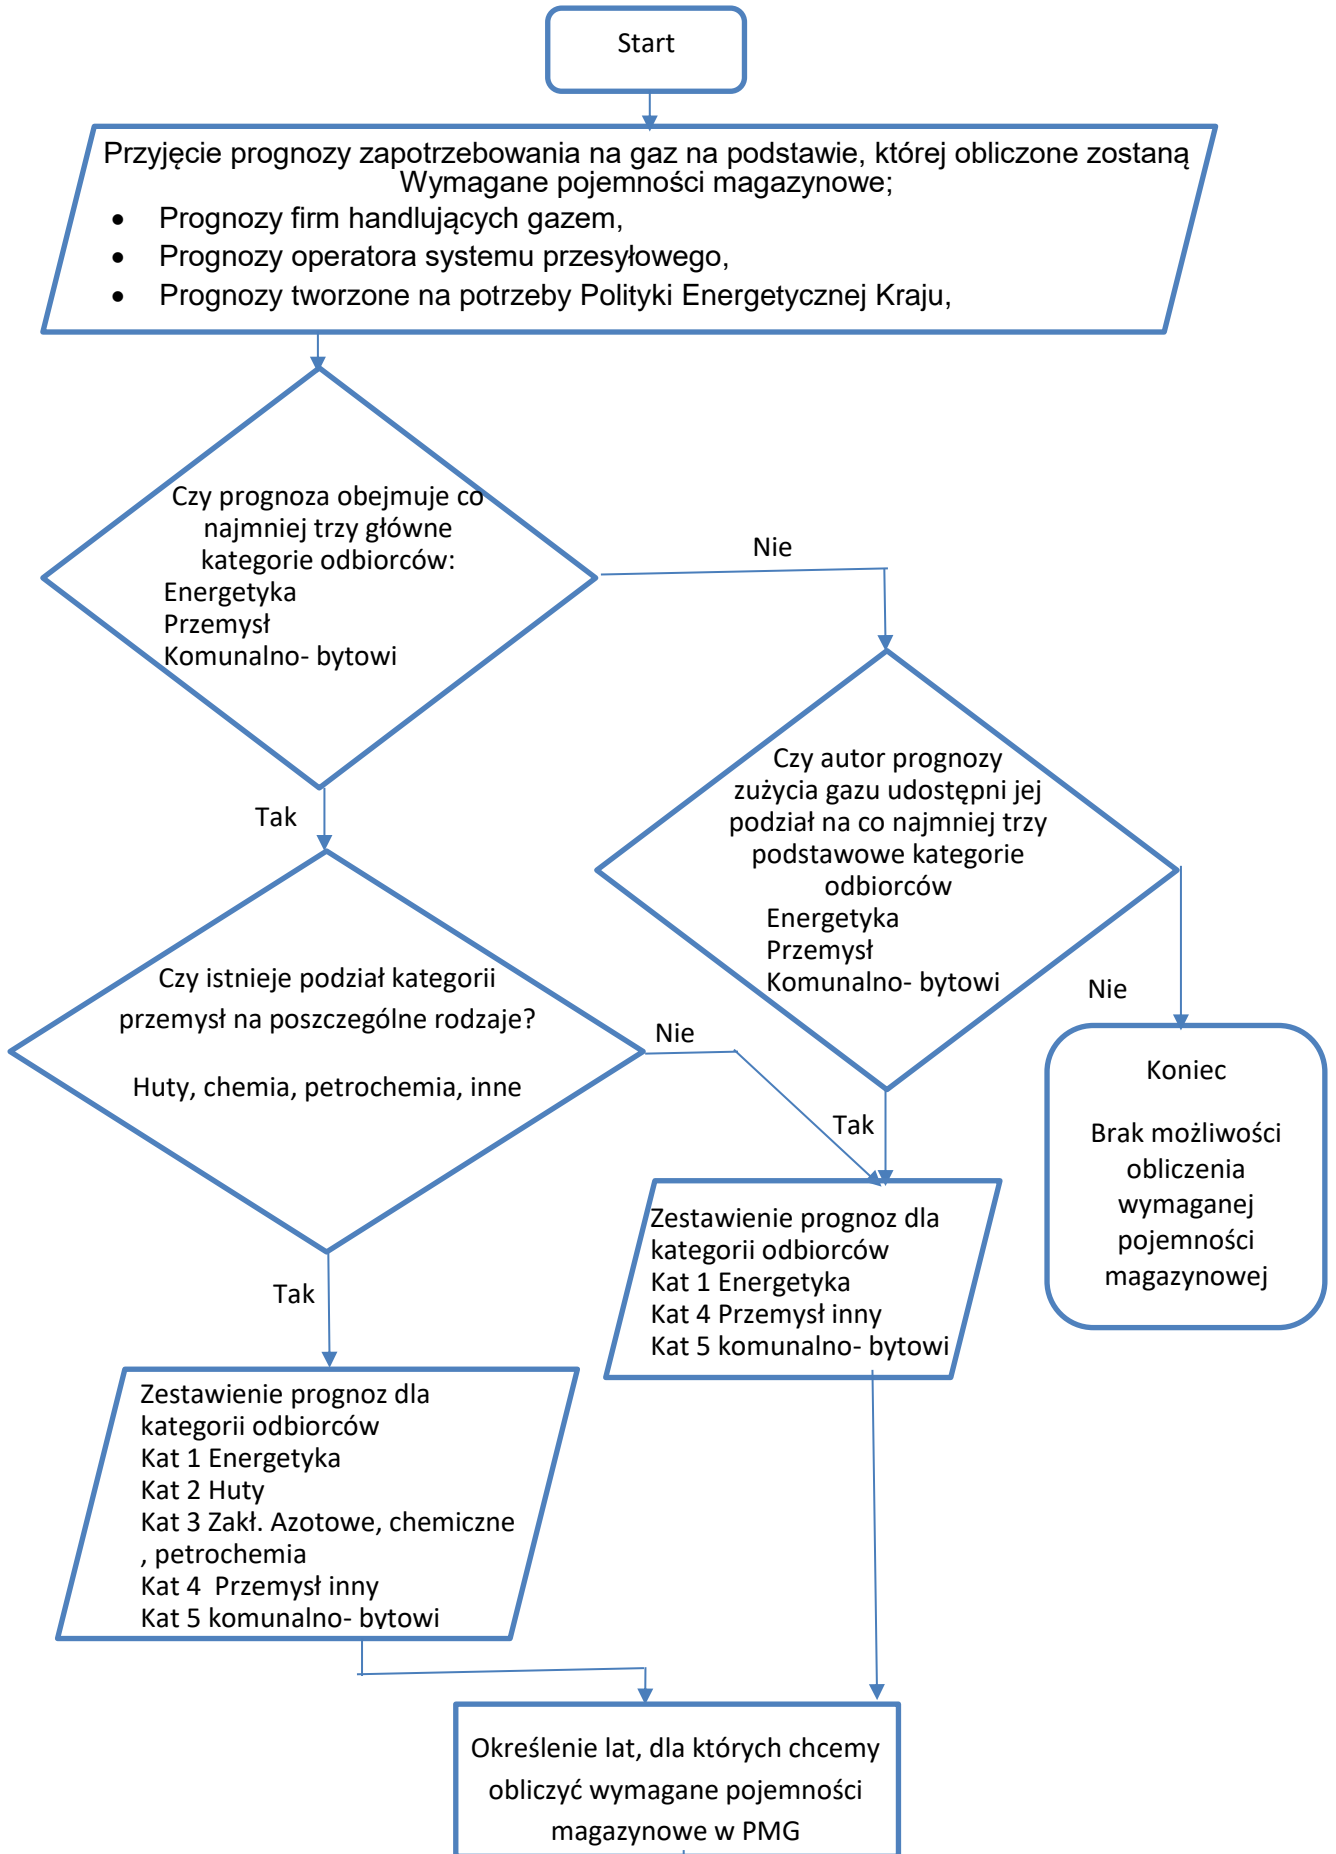 Start
Przyjęcie prognozy zapotrzebowania na gaz na podstawie, której obliczone zostaną
Wymagane pojemności magazynowe;
• Prognozy firm handlujących gazem,
• Prognozy operatora systemu przesyłowego,
• Prognozy tworzone na potrzeby Polityki Energetycznej Kraju,
Czy prognoza obejmuje co
najmniej trzy główne
kategorie odbiorców:
Energetyka
Przemysł
Komunalno- bytowi
Nie
Tak
Czy autor prognozy
zużycia gazu udostępni jej
podział na co najmniej trzy
podstawowe kategorie
odbiorców
Energetyka
Przemysł
Komunalno- bytowi
Nie
Tak
Czy istnieje podział kategorii
przemysł na poszczególne rodzaje?
Huty, chemia, petrochemia, inne
Nie
Tak
Koniec
Brak możliwości
obliczenia
wymaganej
pojemności
magazynowej
Zestawienie prognoz dla
kategorii odbiorców
Kat 1 Energetyka
Kat 4 Przemysł inny
Kat 5 komunalno- bytowi
Zestawienie prognoz dla
kategorii odbiorców
Kat 1 Energetyka
Kat 2 Huty
Kat 3 Zakł. Azotowe, chemiczne
, petrochemia
Kat 4  Przemysł inny
Kat 5 komunalno- bytowi
Określenie lat, dla których chcemy
obliczyć wymagane pojemności
magazynowe w PMG